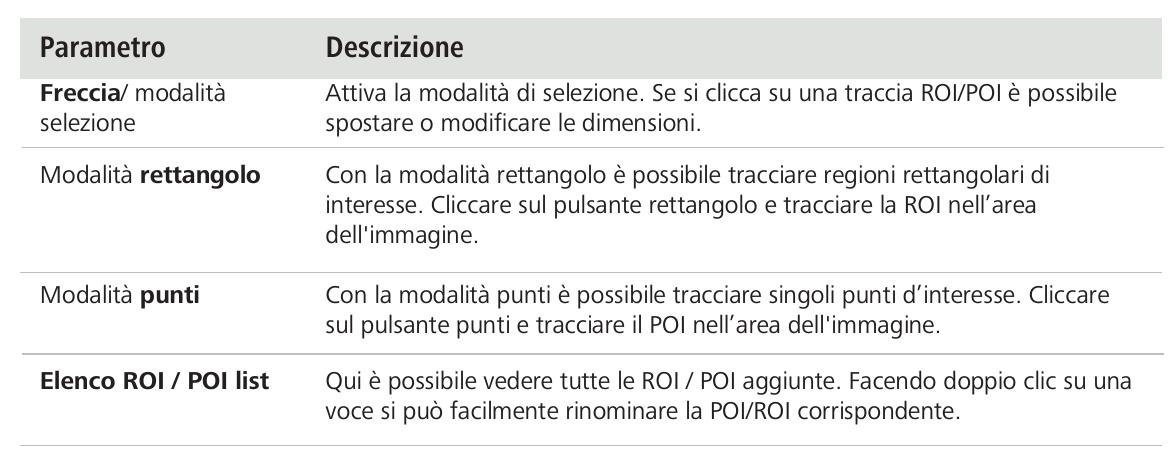 Parametro Descrizione
Freccia/ modalità Attiva la modalità di selezione. Se si clicca su una traccia ROI/POI è possibile
selezione spostare o modificare le dimensioni.
Modalità rettangolo Con la modalità rettangolo è possibile tracciare regioni rettangolari di
interesse. Cliccare sul pulsante rettangolo e tracciare la ROI nell’area
dell'immagine.
Modalità punti Con la modalità punti è possibile tracciare singoli punti d’interesse. Cliccare
sul pulsante punti e tracciare il POI nell’area dell'immagine.
Elenco ROI / POI list Qui è possibile vedere tutte le ROI / POI aggiunte. Facendo doppio clic su una
voce si può facilmente rinominare la POI/ROI corrispondente.